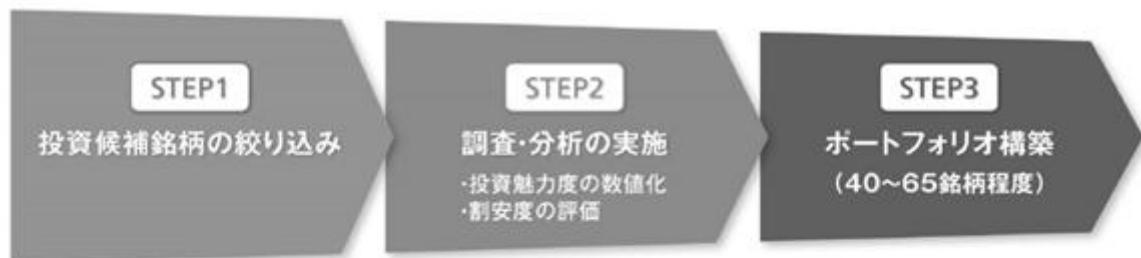 STEP1
投資候補銘柄の絞り込み
STEP2
調査・分析の実施
・投資魅力度の数値化
・割安度の評価
STEP3
ポートフォリオ構築
(40～65銘柄程度)